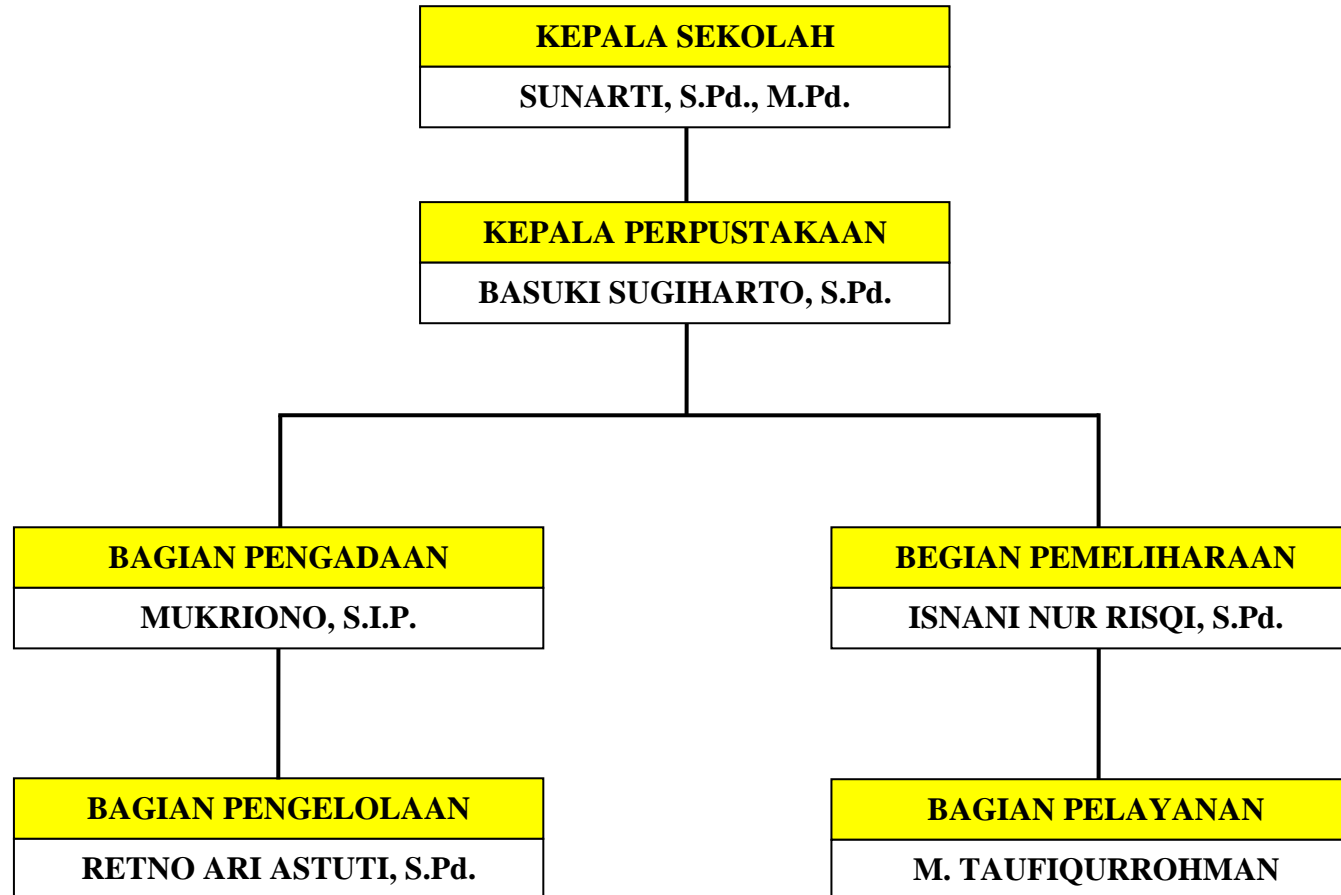 KEPALA SEKOLAH
SUNARTI, S.Pd., M.Pd.
KEPALA PERPUSTAKAAN
BASUKI SUGIHARTO, S.Pd.
BAGIAN PENGADAAN
MUKRIONO, S.I.P.
BEGIAN PEMELIHARAAN
ISNANI NUR RISQI, S.Pd.
BAGIAN PENGELOLAAN
RETNO ARI ASTUTI, S.Pd.
BAGIAN PELAYANAN
M. TAUFIQURROHMAN